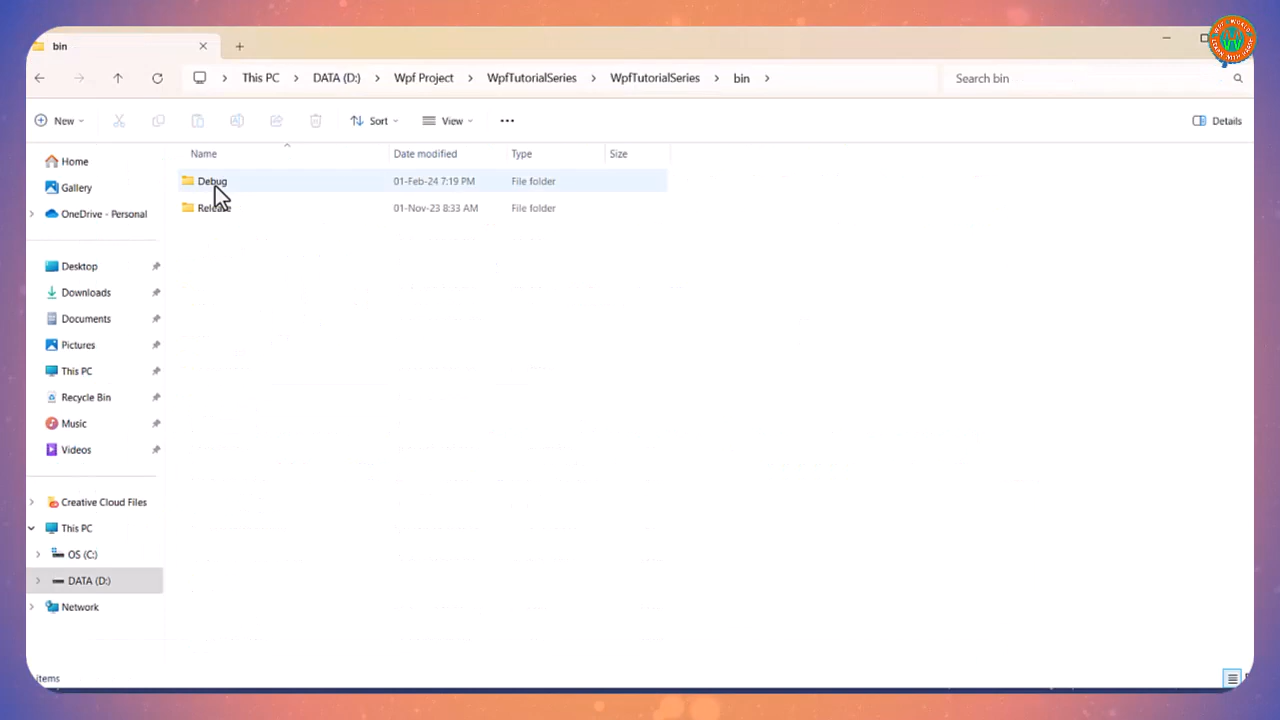 bin
This PC > DATA (D:) > Wpf Project > WpfTutorialSeries > WpfTutorialSeries > bin >
Search bin
New
Sort
View
Details
Name
Date modified
Type
Size
Debug
01-Feb-24 7:19 PM
File folder
Release
01-Nov-23 8:33 AM
File folder
Home
Gallery
OneDrive - Personal
Desktop
Downloads
Documents
Pictures
This PC
Recycle Bin
Music
Videos
Creative Cloud Files
This PC
OS (C:)
DATA (D:)
Network
items